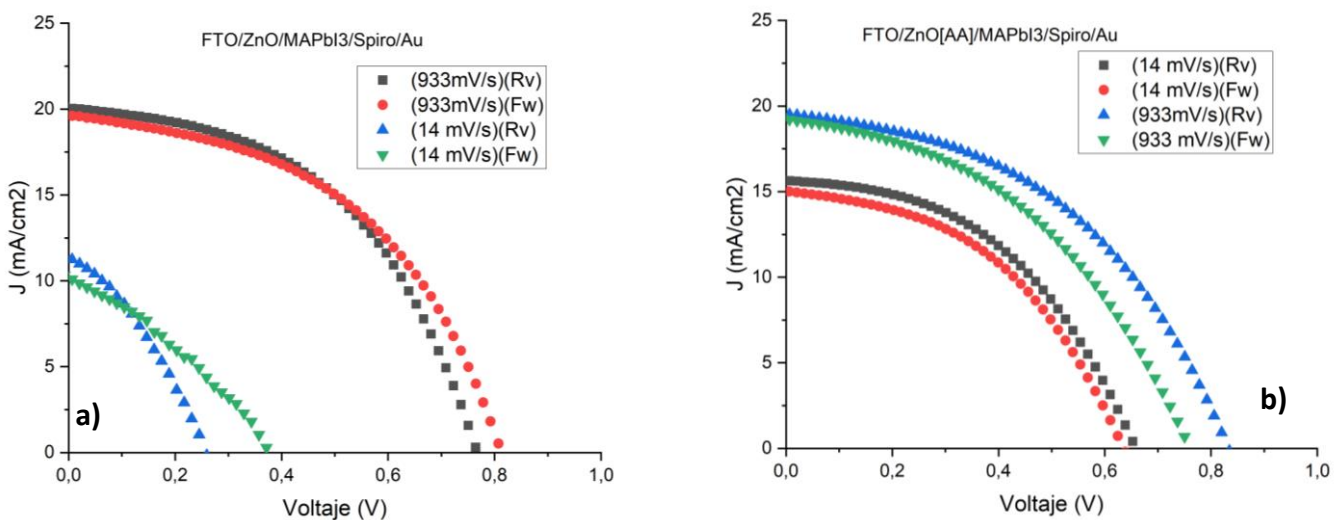 FTO/ZnO/MAPbI3/Spiro/Au
(933mV/s)(Rv)
(933mV/s)(Fw)
(14 mV/s)(Rv)
(14 mV/s)(Fw)
J (mA/cm2)
25
20
15
10
5
0
a)
0,0 0,2 0,4 0,6 0,8 1,0
Voltaje (V)
FTO/ZnO[AA]/MAPbI3/Spiro/Au
(14 mV/s)(Rv)
(14 mV/s)(Fw)
(933mV/s)(Rv)
(933 mV/s)(Fw)
J (mA/cm2)
25
20
15
10
5
0
b)
0,0 0,2 0,4 0,6 0,8 1,0
Voltaje (V)